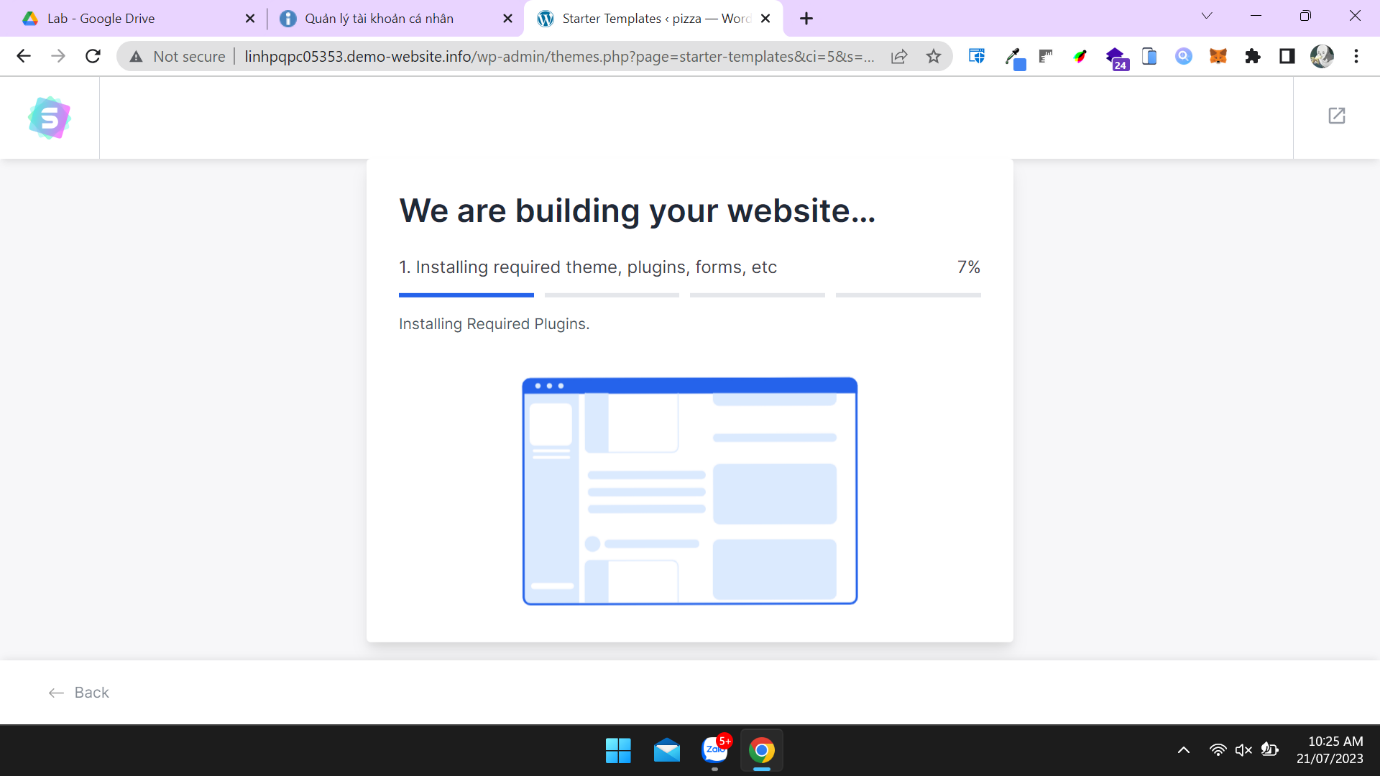 Lab - Google Drive
Quản lý tài khoản cá nhân
Starter Templates ‹ pizza — Word
Not secure
linhpqpc05353.demo-website.info/wp-admin/themes.php?page=starter-templates&ci=5&s=...
24
S
We are building your website...
1. Installing required theme, plugins, forms, etc
7%
Installing Required Plugins.
Back
Zalo
5+
10:25 AM
21/07/2023